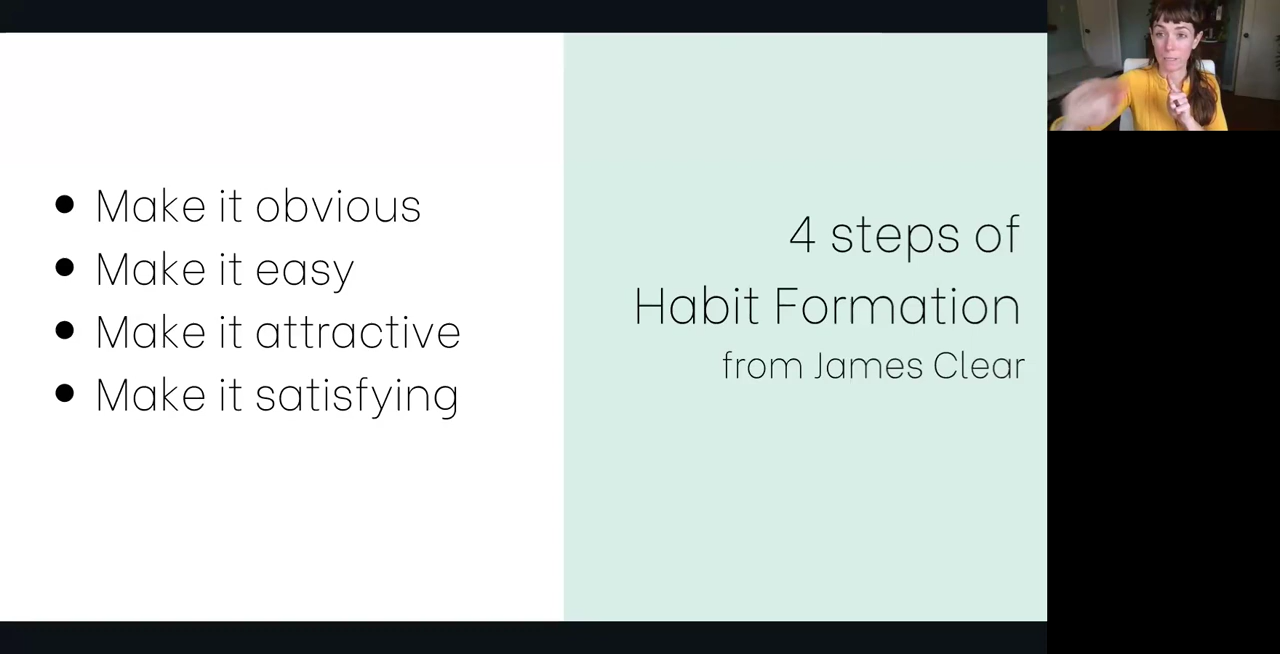 Make it obvious
Make it easy
Make it attractive
Make it satisfying
4 steps of
Habit Formation
from James Clear